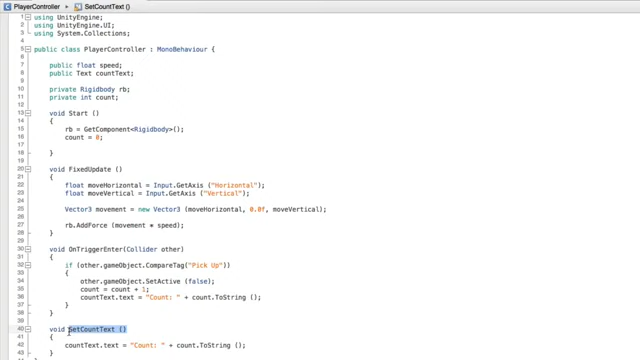 PlayerController
SetCountText ()
1 using UnityEngine;
2 using UnityEngine.UI;
3 using System.Collections;
4
5 public class PlayerController : MonoBehaviour {
6
7 public float speed;
8 public Text countText;
9
10 private Rigidbody rb;
11 private int count;
12
13 void Start ()
14 {
15 rb = GetComponent<Rigidbody>();
16 count = 0;
17
18 }
19
20 void FixedUpdate ()
21 {
22 float moveHorizontal = Input.GetAxis ("Horizontal");
23 float moveVertical = Input.GetAxis ("Vertical");
24
25 Vector3 movement = new Vector3 (moveHorizontal, 0.0f, moveVertical);
26
27 rb.AddForce (movement * speed);
28 }
29
30 void OnTriggerEnter(Collider other)
31 {
32 if (other.gameObject.CompareTag("Pick Up"))
33 {
34 other.gameObject.SetActive (false);
35 count = count + 1;
36 countText.text = "Count: " + count.ToString ();
37 }
38 }
39
40 void SetCountText ()
41 {
42 countText.text = "Count: " + count.ToString ();
43 }